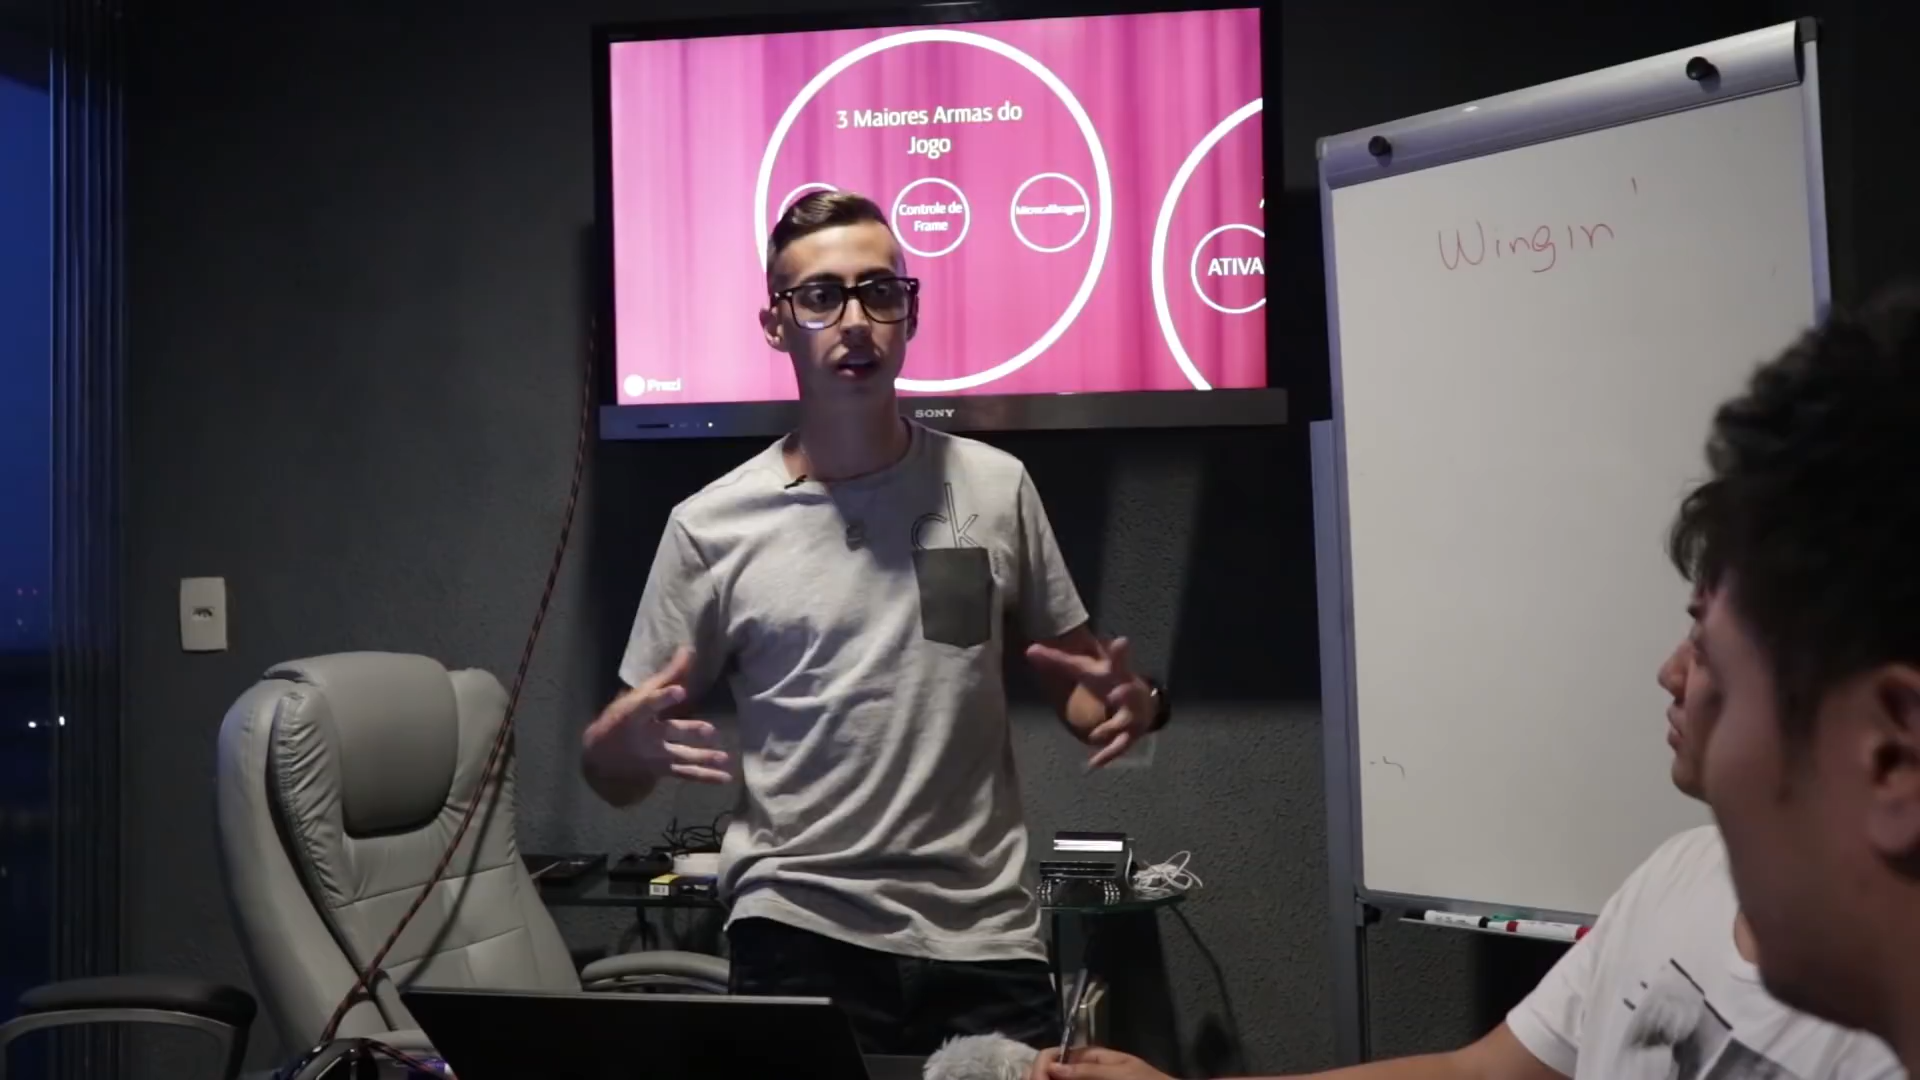 3 Maiores Armas do
Jogo
Controle de
Frame
ATIVA
Prezi
SONY
Wingin'
ck